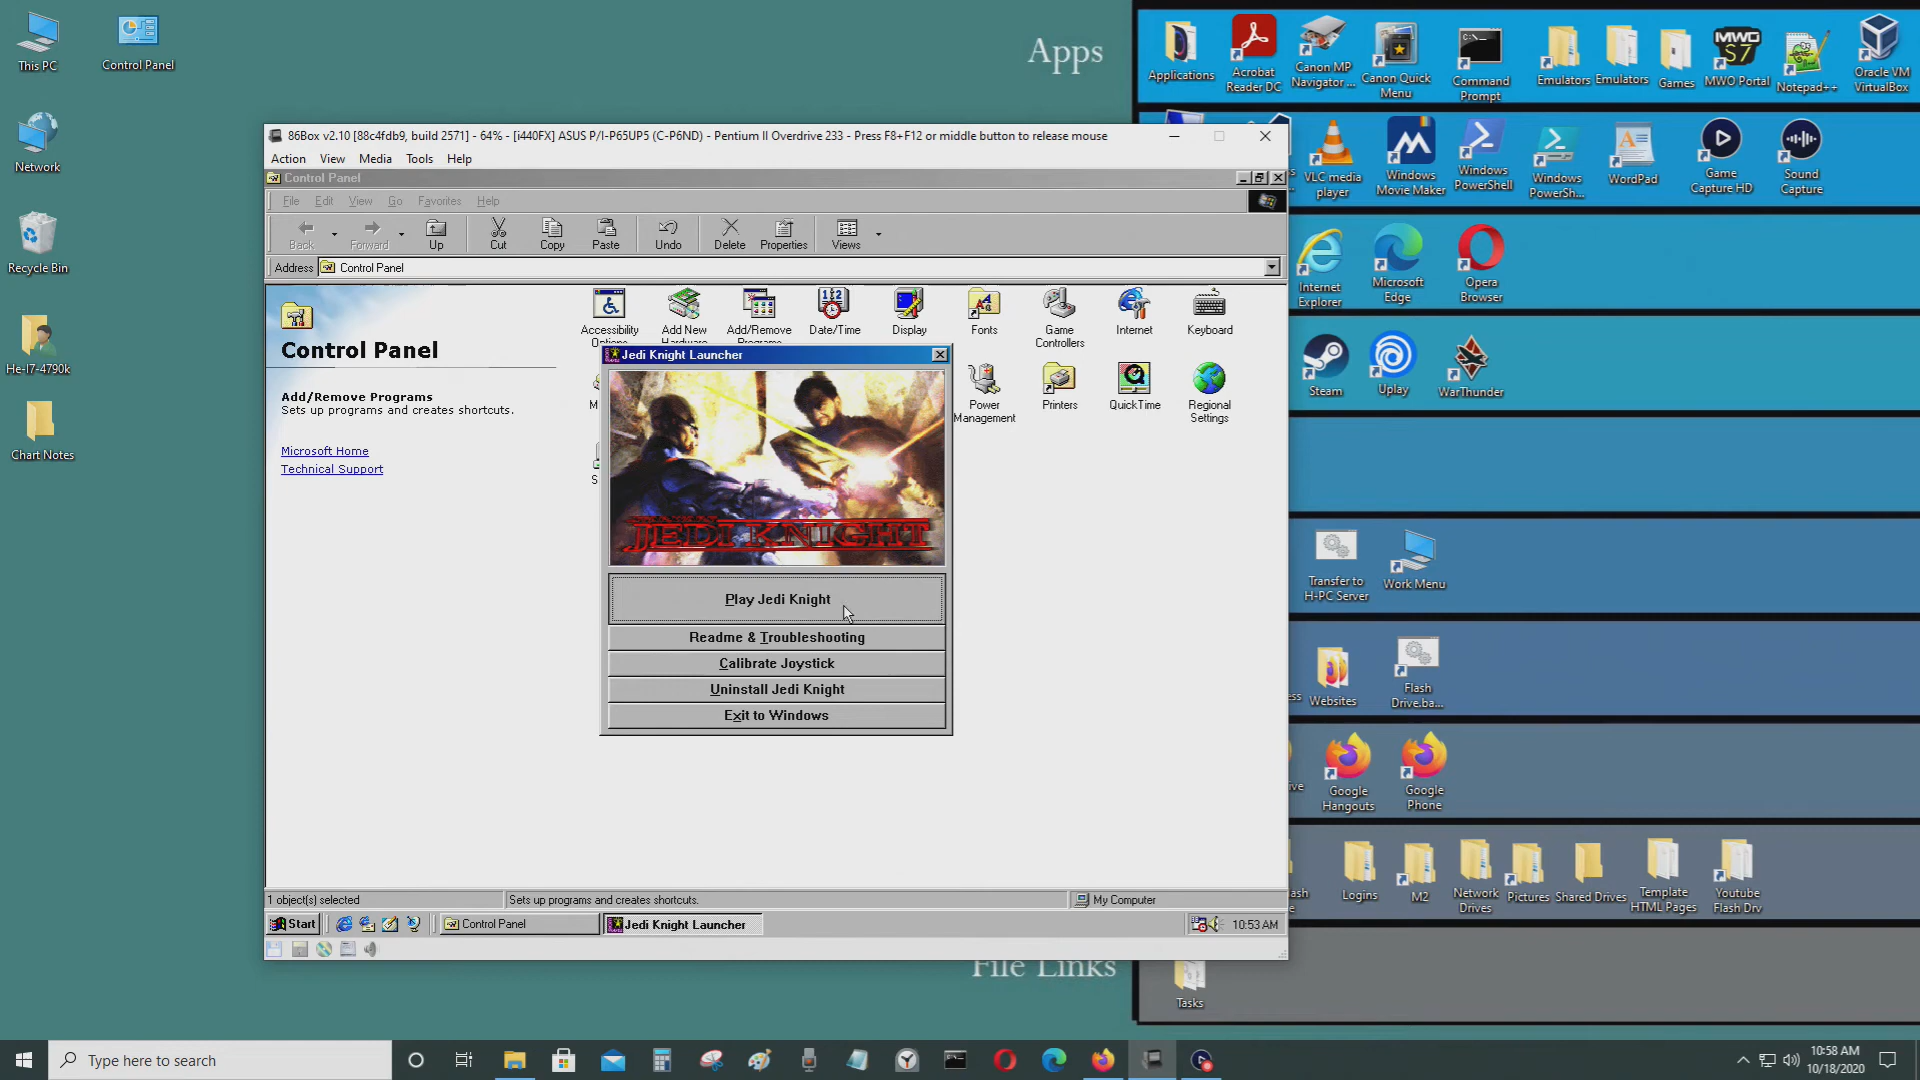 This PC
Control Panel
Network
Recycle Bin
He-I7-4790k
Chart Notes
Apps
Applications
Acrobat
Reader DC
Canon MP
Navigator ...
Canon Quick
Menu
Command
Prompt
Emulators
Emulators
Games
MWO Portal
Notepad++
Oracle VM
VirtualBox
VLC media
player
Windows
Movie Maker
Windows
PowerShell
Windows
PowerSh...
WordPad
Game
Capture HD
Sound
Capture
Internet
Explorer
Microsoft
Edge
Opera
Browser
Steam
Uplay
WarThunder
Transfer to
H-PC Server
Work Menu
Websites
Flash
Drive.ba...
Google
Hangouts
Google
Phone
Logins
M2
Network
Drives
Pictures
Shared Drives
Template
HTML Pages
Youtube
Flash Drv
File Links
Tasks
86Box v2.10 [88c4fdb9, build 2571] - 64% - [i440FX] ASUS P/I-P65UP5 (C-P6ND) - Pentium II Overdrive 233 - Press F8+F12 or middle button to release mouse
Action View Media Tools Help
Control Panel
File Edit View Go Favorites Help
Back Forward Up Cut Copy Paste Undo Delete Properties Views
Address Control Panel
Control Panel
Add/Remove Programs
Sets up programs and creates shortcuts.
Microsoft Home
Technical Support
Accessibility
Options
Add New
Hardware
Add/Remove
Programs
Date/Time
Display
Fonts
Game
Controllers
Internet
Keyboard
Power
Management
Printers
QuickTime
Regional
Settings
Jedi Knight Launcher
JEDI KNIGHT
Play Jedi Knight
Readme & Troubleshooting
Calibrate Joystick
Uninstall Jedi Knight
Exit to Windows
1 object(s) selected
Sets up programs and creates shortcuts.
My Computer
Start
Control Panel
Jedi Knight Launcher
10:53 AM
Type here to search
10:58 AM
10/18/2020